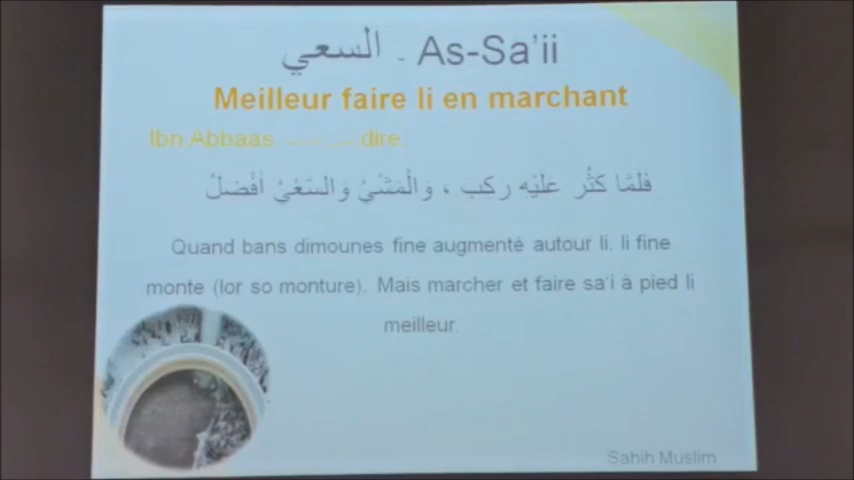 السعي - As-Sa'ii
Meilleur faire li en marchant
Ibn Abbaas dire
فَلَمَّا كَثُرَ عَلَيْهِ رَكِبَ ، وَالْمَشْيُ وَالسَّعْيُ أَفْضَلُ
Quand bans dimounes fine augmenté autour li, li fine
monte (lor so monture). Mais marcher et faire sa'i à pied li
meilleur.
Sahih Muslim